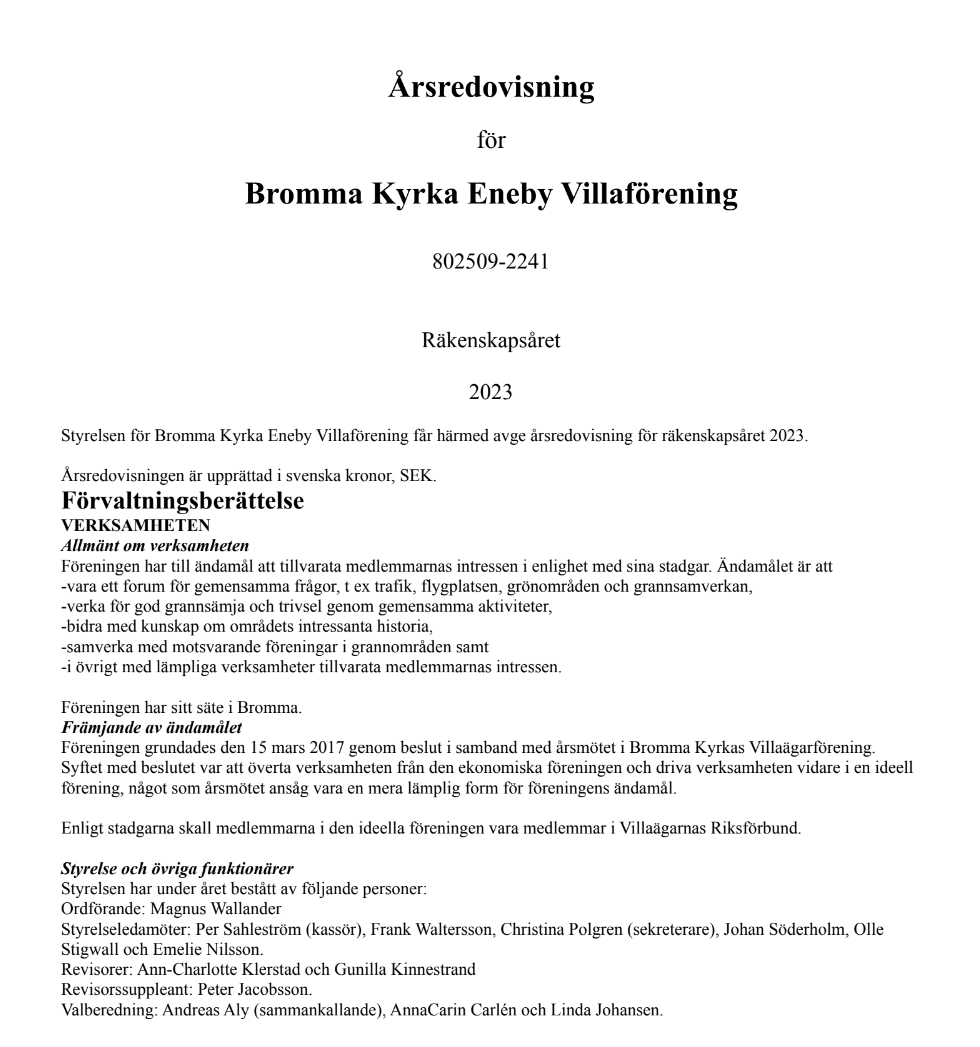 Årsredovisning
för
Bromma Kyrka Eneby Villaförening
802509-2241
Räkenskapsåret
2023
Styrelsen för Bromma Kyrka Eneby Villaförening får härmed avge årsredovisning för räkenskapsåret 2023.
Årsredovisningen är upprättad i svenska kronor, SEK.
Förvaltningsberättelse
VERKSAMHETEN
Allmänt om verksamheten
Föreningen har till ändamål att tillvarata medlemmarnas intressen i enlighet med sina stadgar. Ändamålet är att
-vara ett forum för gemensamma frågor, t ex trafik, flygplatsen, grönområden och grannsamverkan,
-verka för god grannsämja och trivsel genom gemensamma aktiviteter,
-bidra med kunskap om områdets intressanta historia,
-samverka med motsvarande föreningar i grannområden samt
-i övrigt med lämpliga verksamheter tillvarata medlemmarnas intressen.
Föreningen har sitt säte i Bromma.
Främjande av ändamålet
Föreningen grundades den 15 mars 2017 genom beslut i samband med årsmötet i Bromma Kyrkas Villaägarförening.
Syftet med beslutet var att överta verksamheten från den ekonomiska föreningen och driva verksamheten vidare i en ideell
förening, något som årsmötet ansåg vara en mera lämplig form för föreningens ändamål.
Enligt stadgarna skall medlemmarna i den ideella föreningen vara medlemmar i Villaägarnas Riksförbund.
Styrelse och övriga funktionärer
Styrelsen har under året bestått av följande personer:
Ordförande: Magnus Wallander
Styrelseledamöter: Per Sahleström (kassör), Frank Waltersson, Christina Polgren (sekreterare), Johan Söderholm, Olle
Stigwall och Emelie Nilsson.
Revisorer: Ann-Charlotte Klerstad och Gunilla Kinnestrand
Revisorssuppleant: Peter Jacobsson.
Valberedning: Andreas Aly (sammankallande), AnnaCarin Carlén och Linda Johansen.